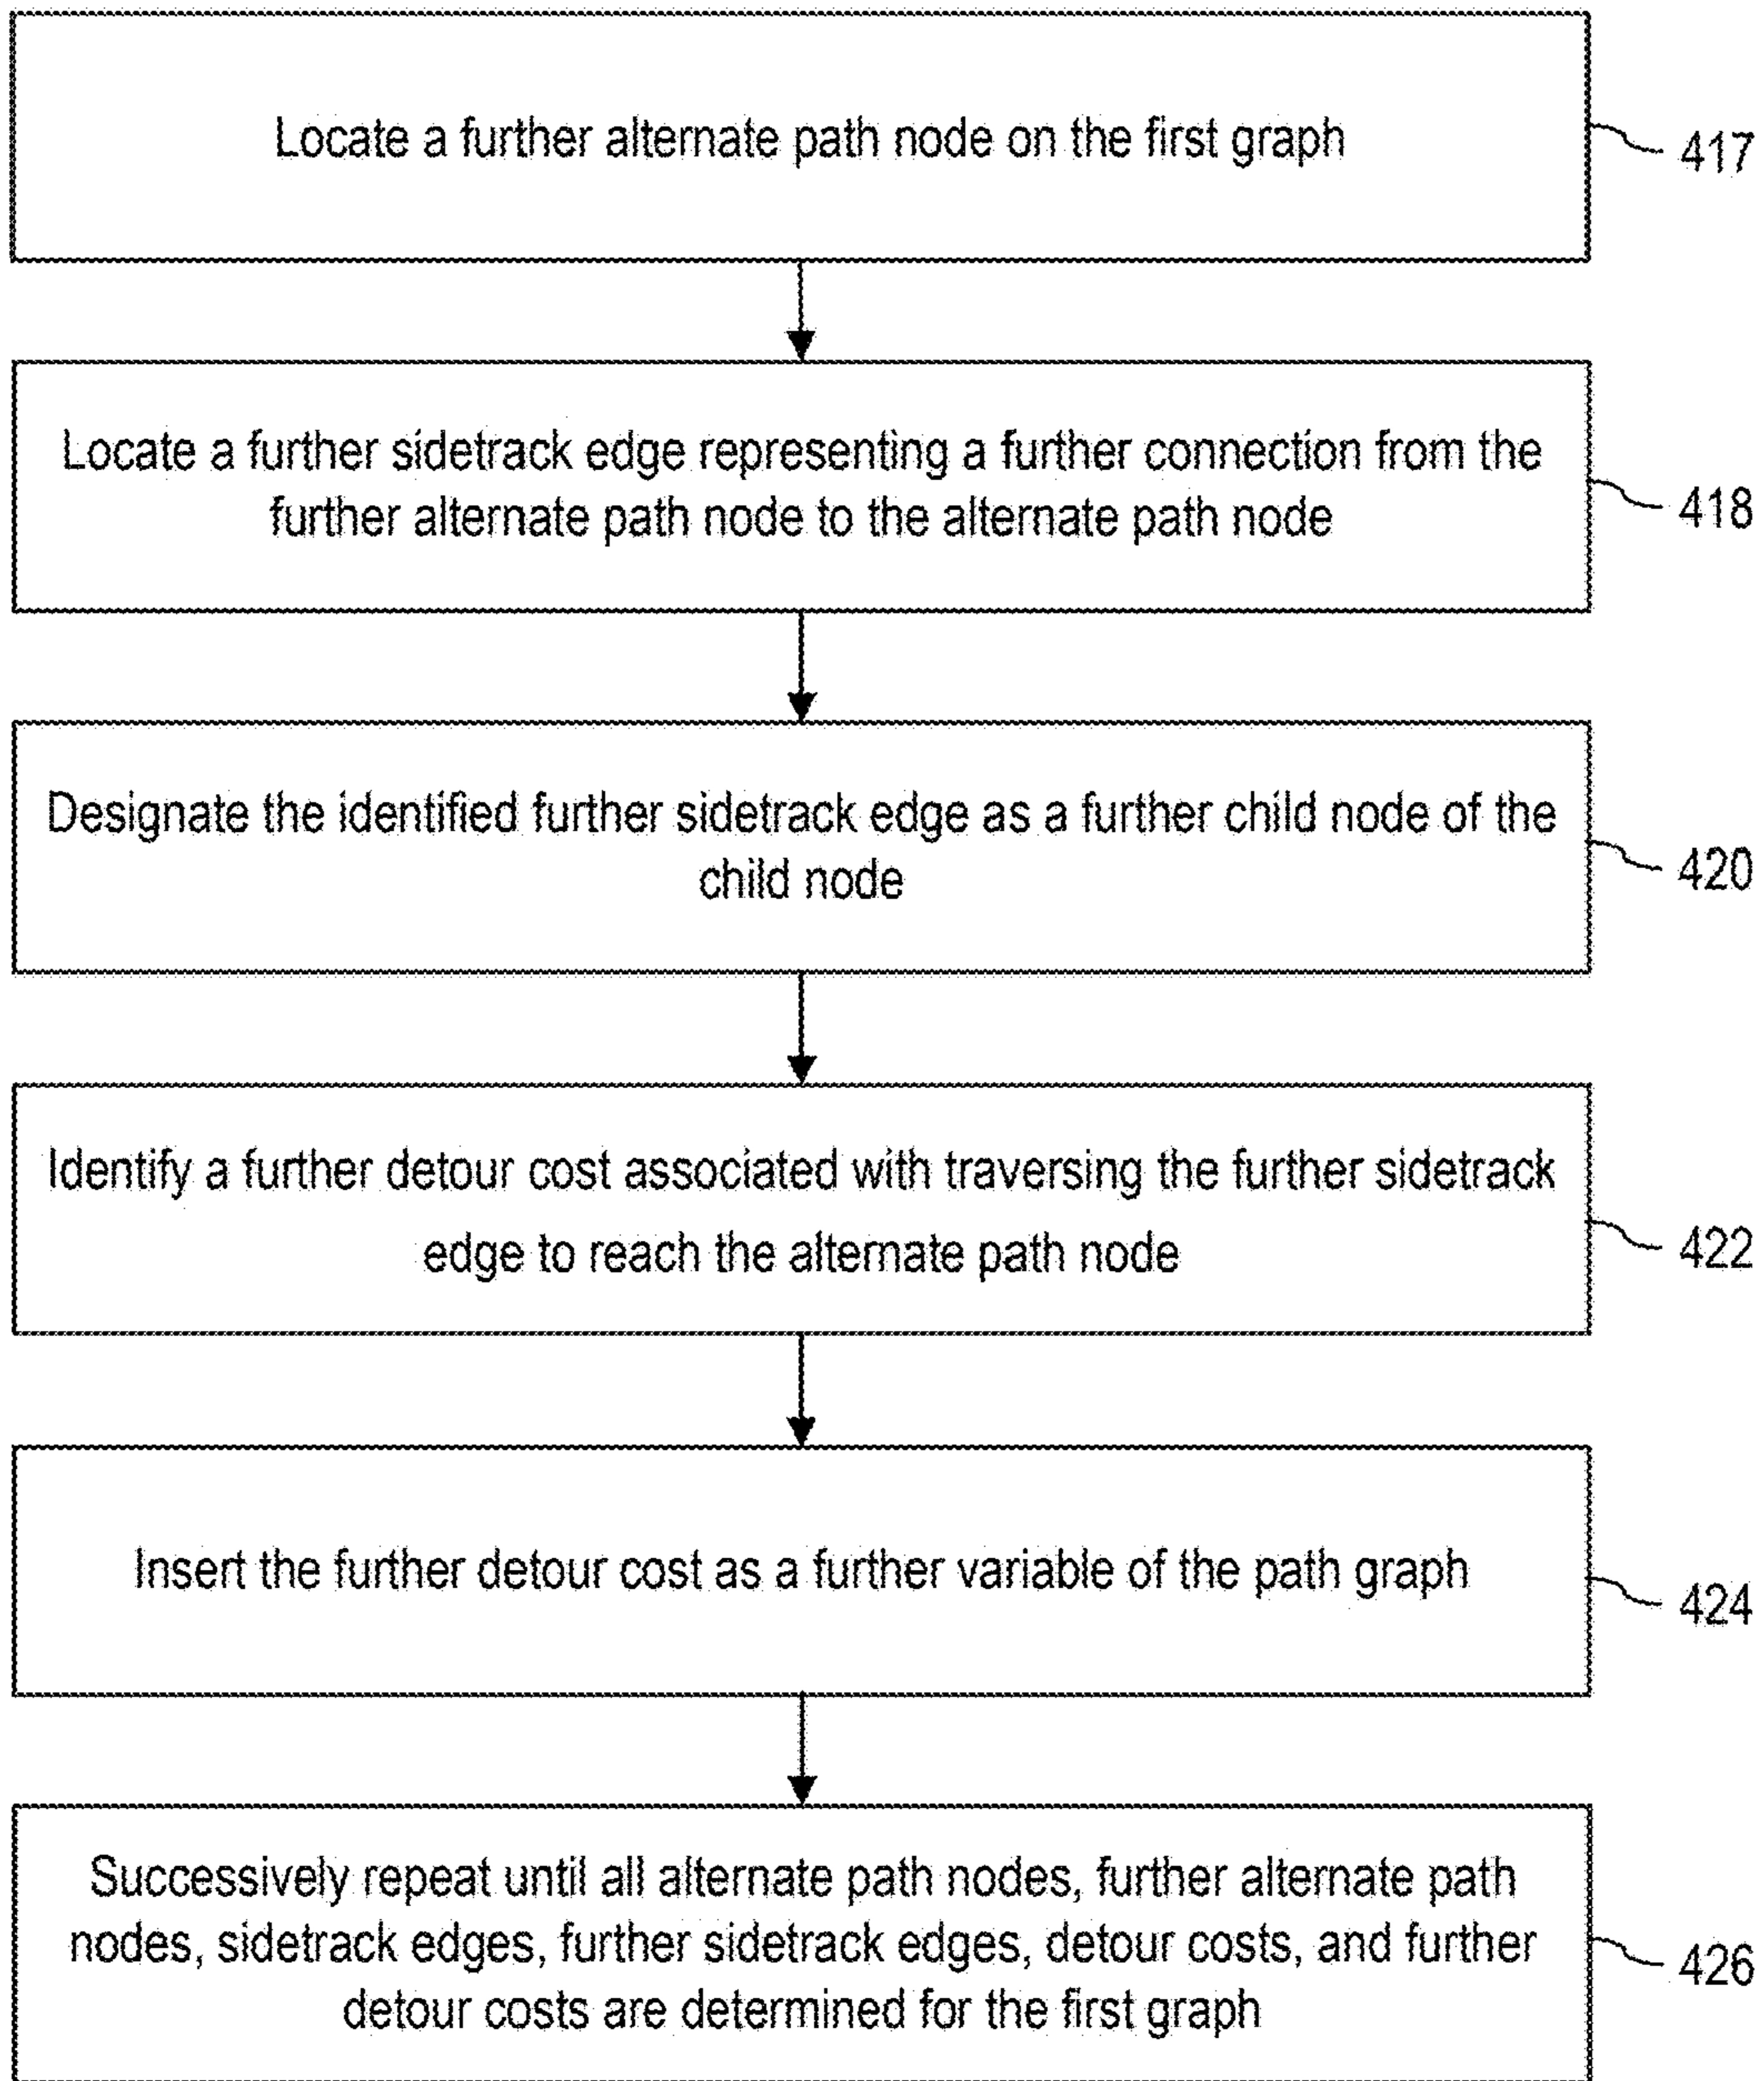 Locate a further alternate path node on the first graph
417
Locate a further sidetrack edge representing a further connection from the
further alternate path node to the alternate path node
418
Designate the identified further sidetrack edge as a further child node of the
child node
420
Identify a further detour cost associated with traversing the further sidetrack
edge to reach the alternate path node
422
Insert the further detour cost as a further variable of the path graph
424
Successively repeat until all alternate path nodes, further alternate path
nodes, sidetrack edges, further sidetrack edges, detour costs, and further
detour costs are determined for the first graph
426